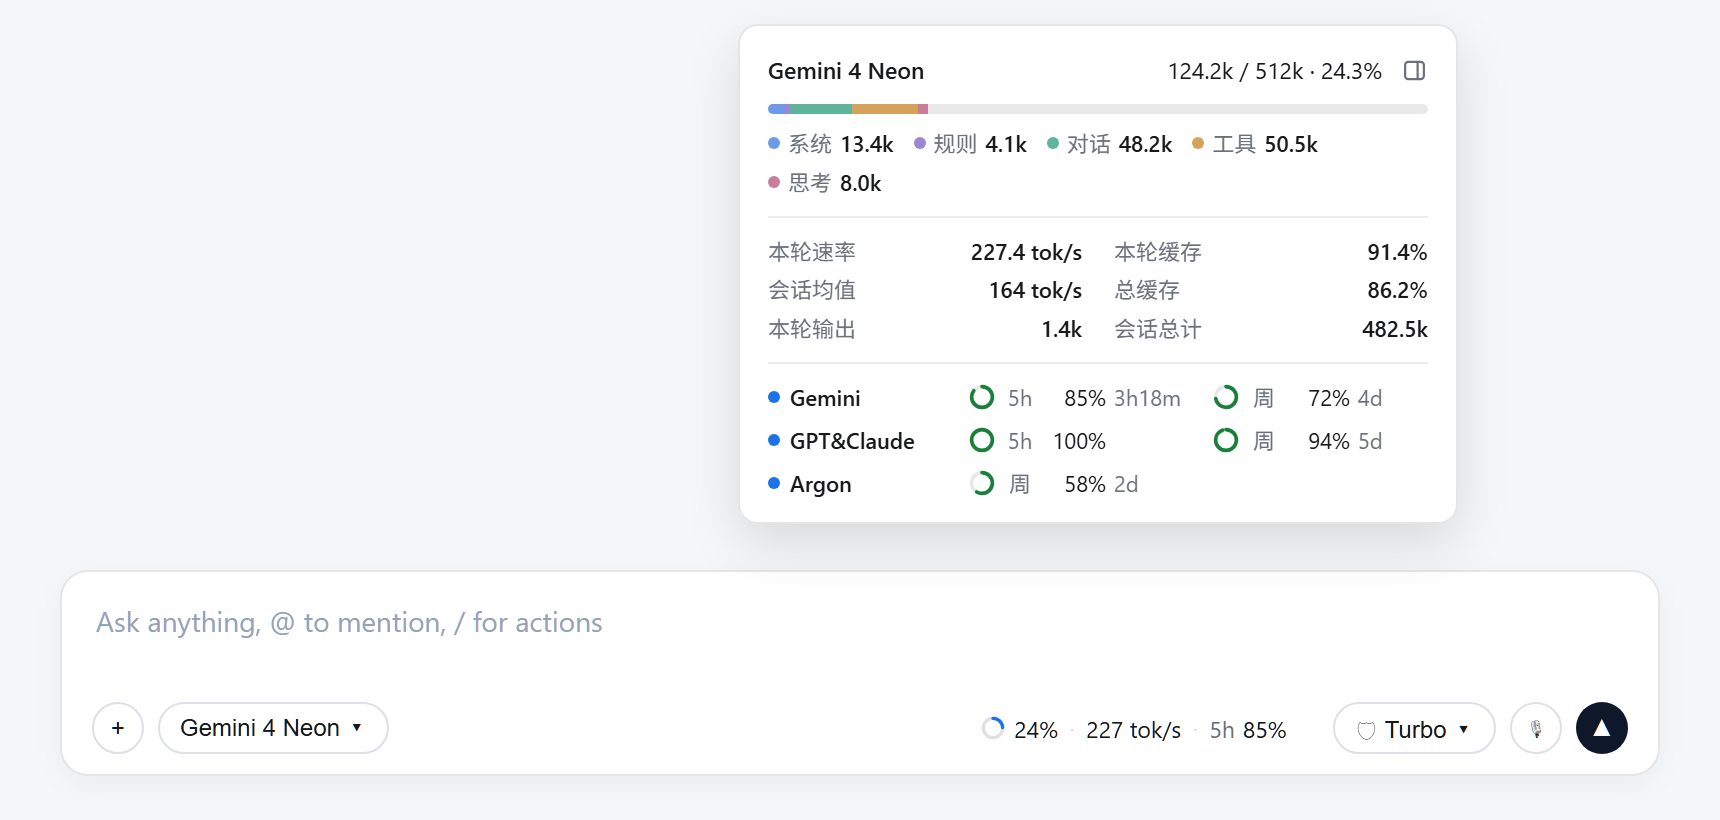 Gemini 4 Neon 124.2k / 512k · 24.3%
系统 13.4k 规则 4.1k 对话 48.2k 工具 50.5k
思考 8.0k
本轮速率 227.4 tok/s 本轮缓存 91.4%
会话均值 164 tok/s 总缓存 86.2%
本轮输出 1.4k 会话总计 482.5k
Gemini 5h 85% 3h18m 周 72% 4d
GPT&Claude 5h 100% 周 94% 5d
Argon 周 58% 2d
Ask anything, @ to mention, / for actions
+ Gemini 4 Neon ▼ 24% · 227 tok/s · 5h 85% Turbo ▼